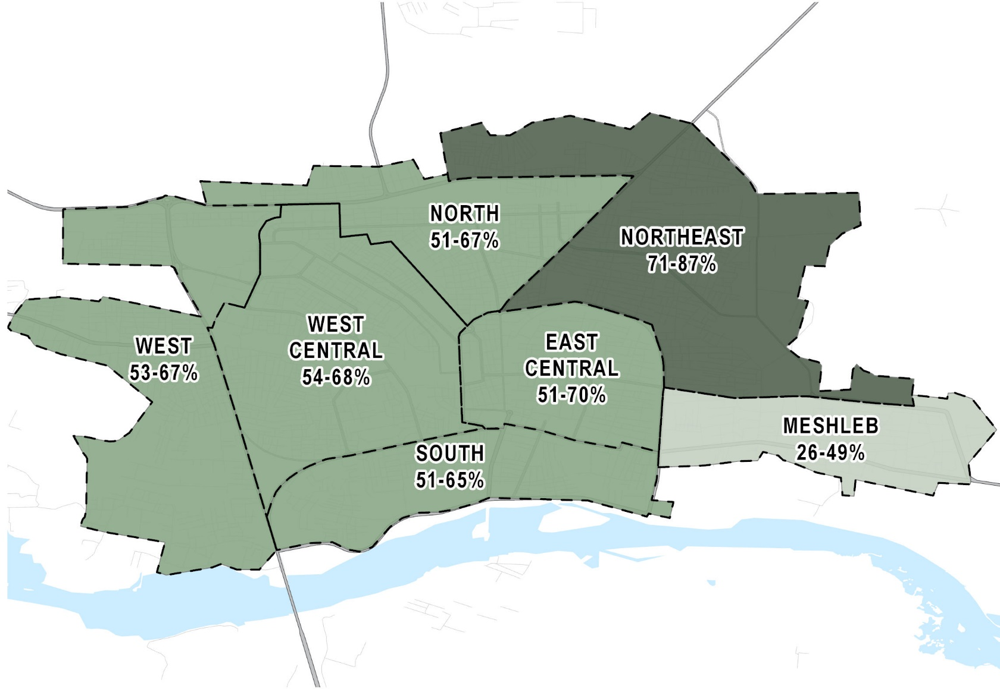 NORTH
51-67%
NORTHEAST
71-87%
WEST
CENTRAL
54-68%
WEST
53-67%
EAST
CENTRAL
51-70%
MESHLEB
26-49%
SOUTH
51-65%